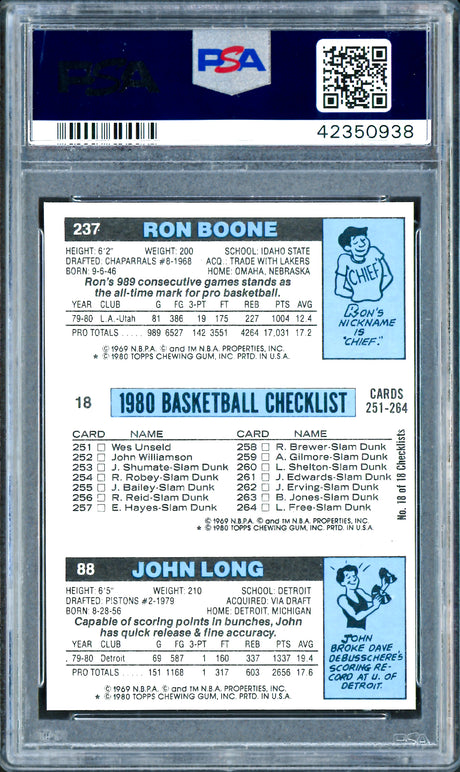 PSA
PSA
42350938
237 RON BOONE
HEIGHT: 6'2" WEIGHT: 200 SCHOOL: IDAHO STATE
DRAFTED: CHAPARRALS #8-1968 ACQ.: TRADE WITH LAKERS
BORN: 9-6-46 HOME: OMAHA, NEBRASKA
Ron's 989 consecutive games stands as
the all-time mark for pro basketball.
YEAR CLUB G FG 3-PT FT REB PTS AVG
79-80 L.A.-Utah 81 386 19 175 227 1004 12.4
PRO TOTALS..... 989 6527 142 3551 4264 17,031 17.2
© 1969 N.B.P.A. © and TM N.B.A. PROPERTIES, INC.
* © 1980 TOPPS CHEWING GUM, INC. PRTD. IN U.S.A.
CHIEF
RON'S
NICKNAME
IS
"CHIEF."
18 1980 BASKETBALL CHECKLIST CARDS
251-264
CARD NAME CARD NAME
251 Wes Unseld 258 R. Brewer-Slam Dunk
252 John Williamson 259 A. Gilmore-Slam Dunk
253 J. Shumate-Slam Dunk 260 L. Shelton-Slam Dunk
254 R. Robey-Slam Dunk 261 J. Edwards-Slam Dunk
255 J. Bailey-Slam Dunk 262 J. Erving-Slam Dunk
256 R. Reid-Slam Dunk 263 B. Jones-Slam Dunk
257 E. Hayes-Slam Dunk 264 L. Free-Slam Dunk
No. 18 of 18 Checklists
© 1969 N.B.P.A. © and TM N.B.A. PROPERTIES, INC.
* © 1980 TOPPS CHEWING GUM, INC. PRTD. IN U.S.A.
88 JOHN LONG
HEIGHT: 6'5" WEIGHT: 210 SCHOOL: DETROIT
DRAFTED: PISTONS #2-1979 ACQUIRED: VIA DRAFT
BORN: 8-28-56 HOME: DETROIT, MICHIGAN
Capable of scoring points in bunches, John
has quick release & fine accuracy.
YEAR CLUB G FG 3-PT FT REB PTS AVG
79-80 Detroit 69 587 1 160 337 1337 19.4
PRO TOTALS..... 151 1168 1 317 603 2656 17.6
© 1969 N.B.P.A. © and TM N.B.A. PROPERTIES, INC.
* © 1980 TOPPS CHEWING GUM, INC. PRTD. IN U.S.A.
JOHN
BROKE DAVE
DEBUSSCHERE'S
SCORING RE-
CORD AT U. OF
DETROIT.
PSA